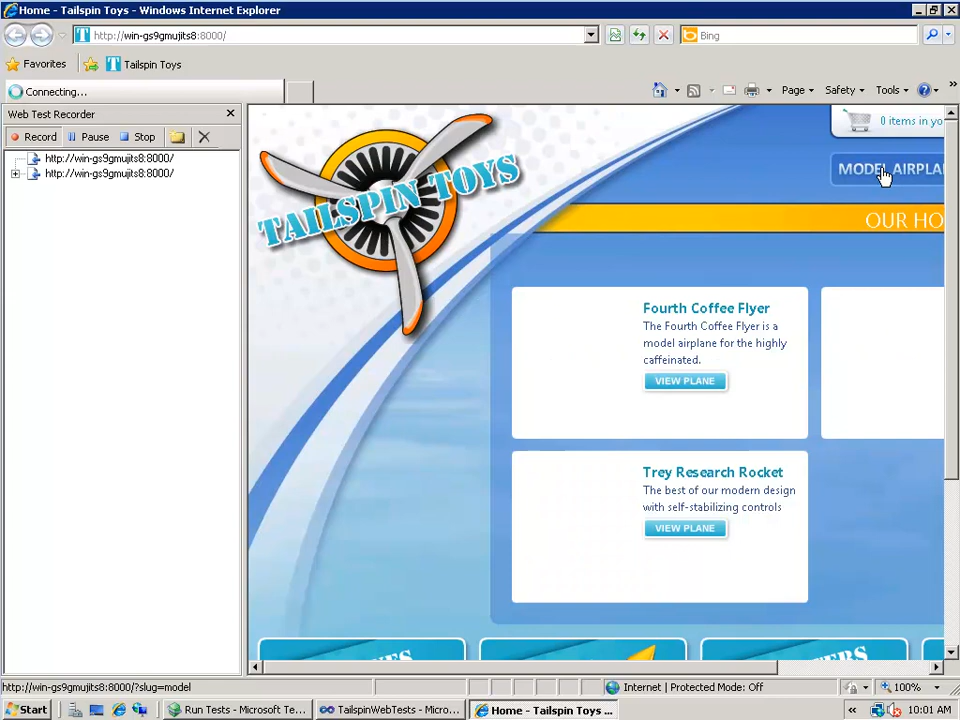 Home - Tailspin Toys - Windows Internet Explorer
http://win-gs9gmujits8:8000/
Bing
Favorites
Tailspin Toys
Connecting...
Page
Safety
Tools
»
Web Test Recorder
Record
Pause
Stop
http://win-gs9gmujits8:8000/
http://win-gs9gmujits8:8000/
TAILSPIN TOYS
0 items in yo
MODEL AIRPLA
OUR HO
Fourth Coffee Flyer
The Fourth Coffee Flyer is a
model airplane for the highly
caffeinated.
VIEW PLANE
Trey Research Rocket
The best of our modern design
with self-stabilizing controls
VIEW PLANE
http://win-gs9gmujits8:8000/?slug=model
Internet | Protected Mode: Off
100%
Start
Run Tests - Microsoft Te...
TailspinWebTests - Micro...
Home - Tailspin Toys ...
«
10:01 AM